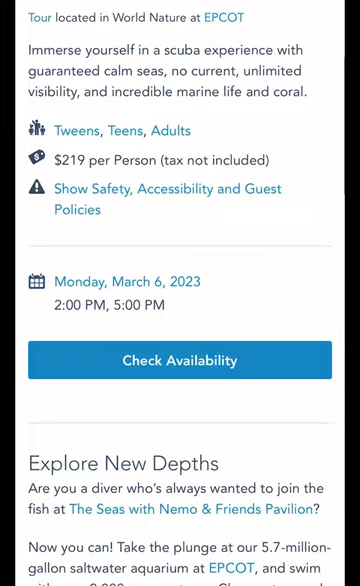 Tour located in World Nature at EPCOT
Immerse yourself in a scuba experience with
guaranteed calm seas, no current, unlimited
visibility, and incredible marine life and coral.
Tweens, Teens, Adults
$219 per Person (tax not included)
Show Safety, Accessibility and Guest
Policies
Monday, March 6, 2023
2:00 PM, 5:00 PM
Check Availability
Explore New Depths
Are you a diver who's always wanted to join the
fish at The Seas with Nemo & Friends Pavilion?
Now you can! Take the plunge at our 5.7-million-
gallon saltwater aquarium at EPCOT, and swim